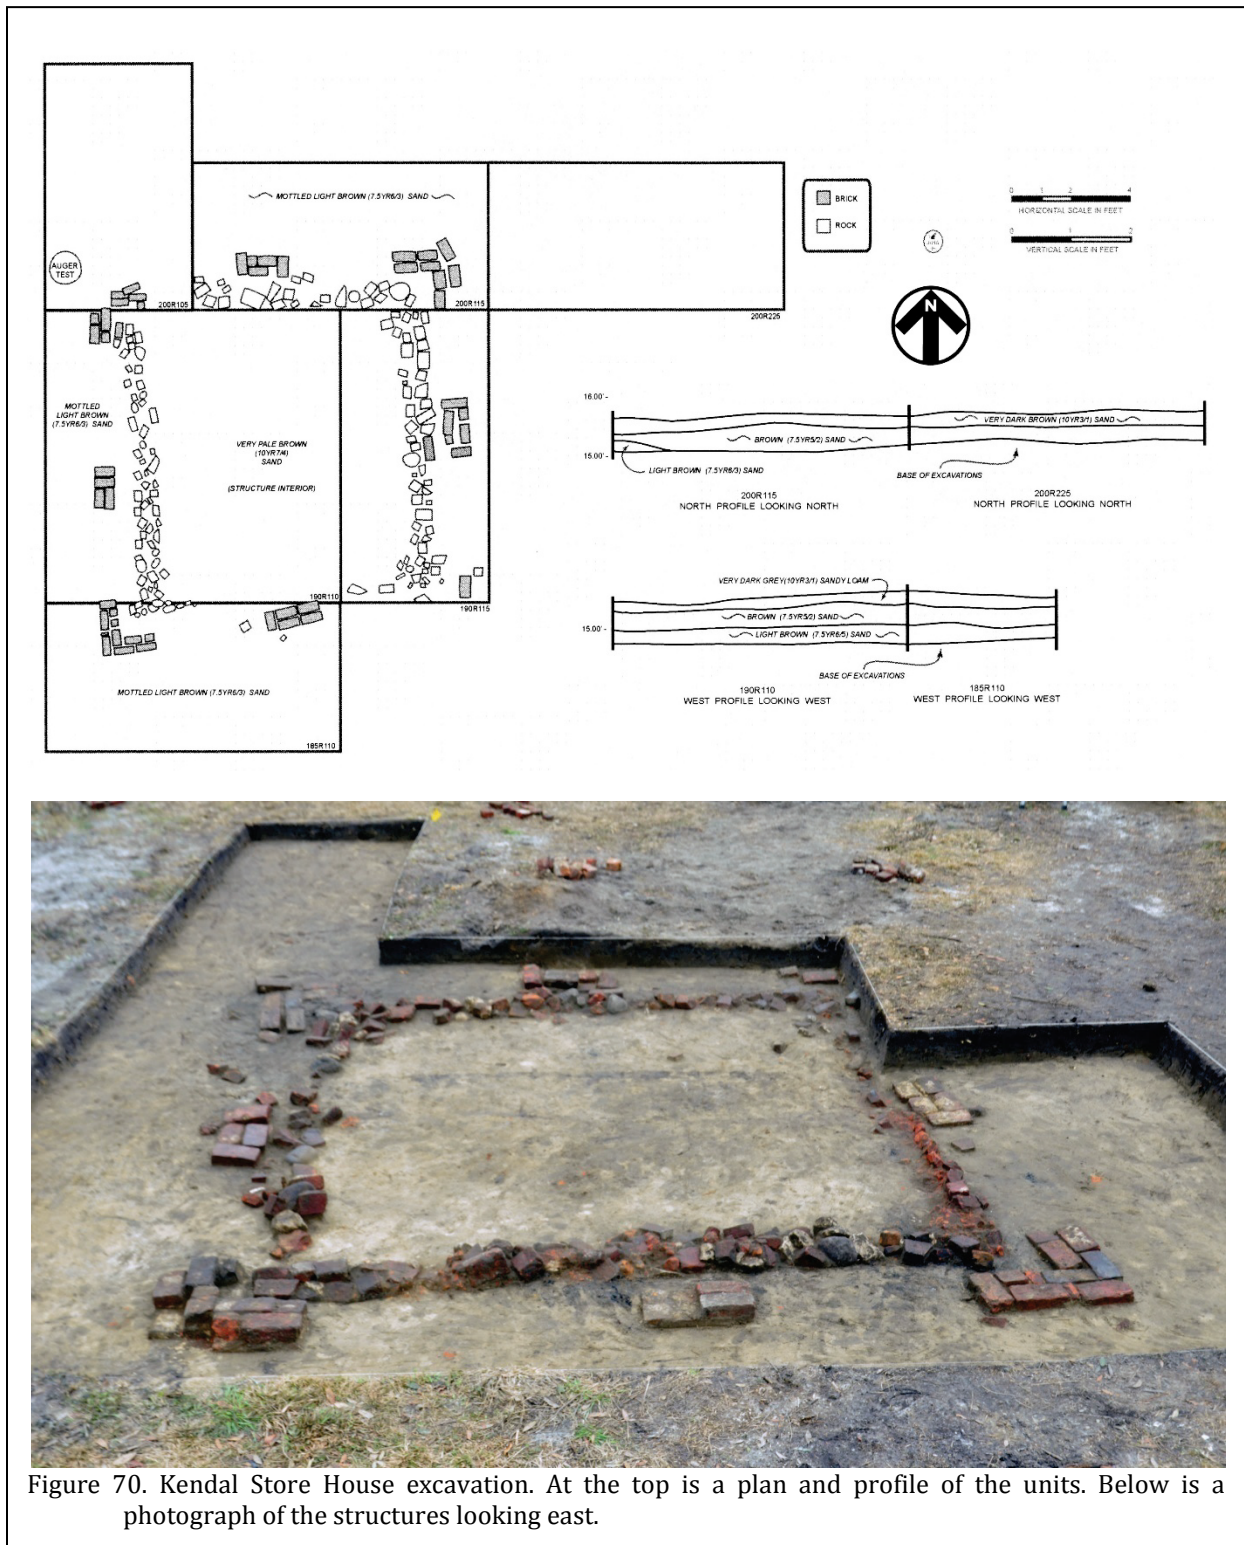 MOTTLED LIGHT BROWN (7.5YR6/3) SAND
AUGER
TEST
200R105
200R115
200R225
BRICK
ROCK
0 1 2 4
HORIZONTAL SCALE IN FEET
0 1 2
VERTICAL SCALE IN FEET
N
MOTTLED
LIGHT BROWN
(7.5YR6/3) SAND
VERY PALE BROWN
(10YR7/4)
SAND
(STRUCTURE INTERIOR)
190R110
190R115
MOTTLED LIGHT BROWN (7.5YR6/3) SAND
185R110
16.00' -
VERY DARK BROWN (10YR3/1) SAND
BROWN (7.5YR5/2) SAND
15.00' -
LIGHT BROWN (7.5YR6/3) SAND
BASE OF EXCAVATIONS
200R115
NORTH PROFILE LOOKING NORTH
200R225
NORTH PROFILE LOOKING NORTH
VERY DARK GREY(10YR3/1) SANDY LOAM
BROWN (7.5YR5/2) SAND
15.00' -
LIGHT BROWN (7.5YR6/5) SAND
BASE OF EXCAVATIONS
190R110
WEST PROFILE LOOKING WEST
185R110
WEST PROFILE LOOKING WEST
Figure 70. Kendal Store House excavation. At the top is a plan and profile of the units. Below is a
photograph of the structures looking east.